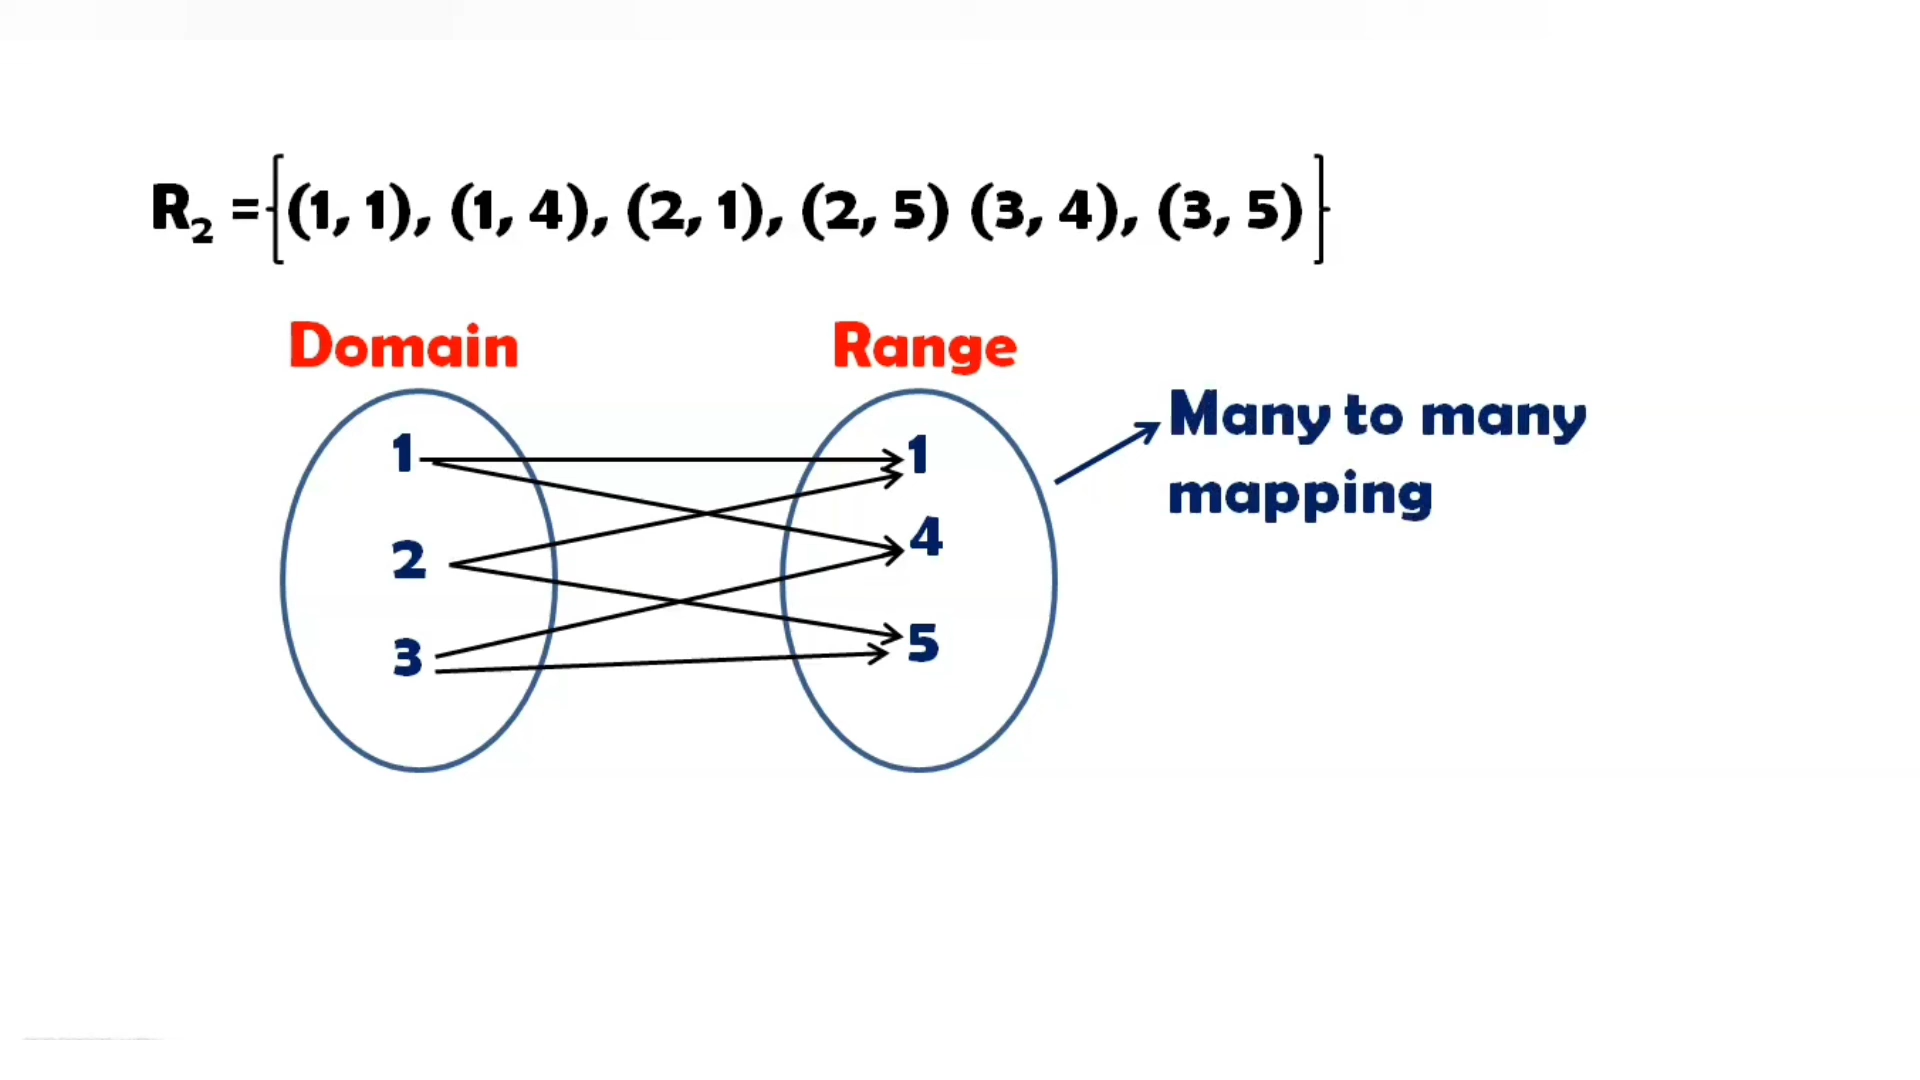 R₂ = {(1, 1), (1, 4), (2, 1), (2, 5) (3, 4), (3, 5)}
Domain Range
Many to many
mapping
1 1
2 4
3 5